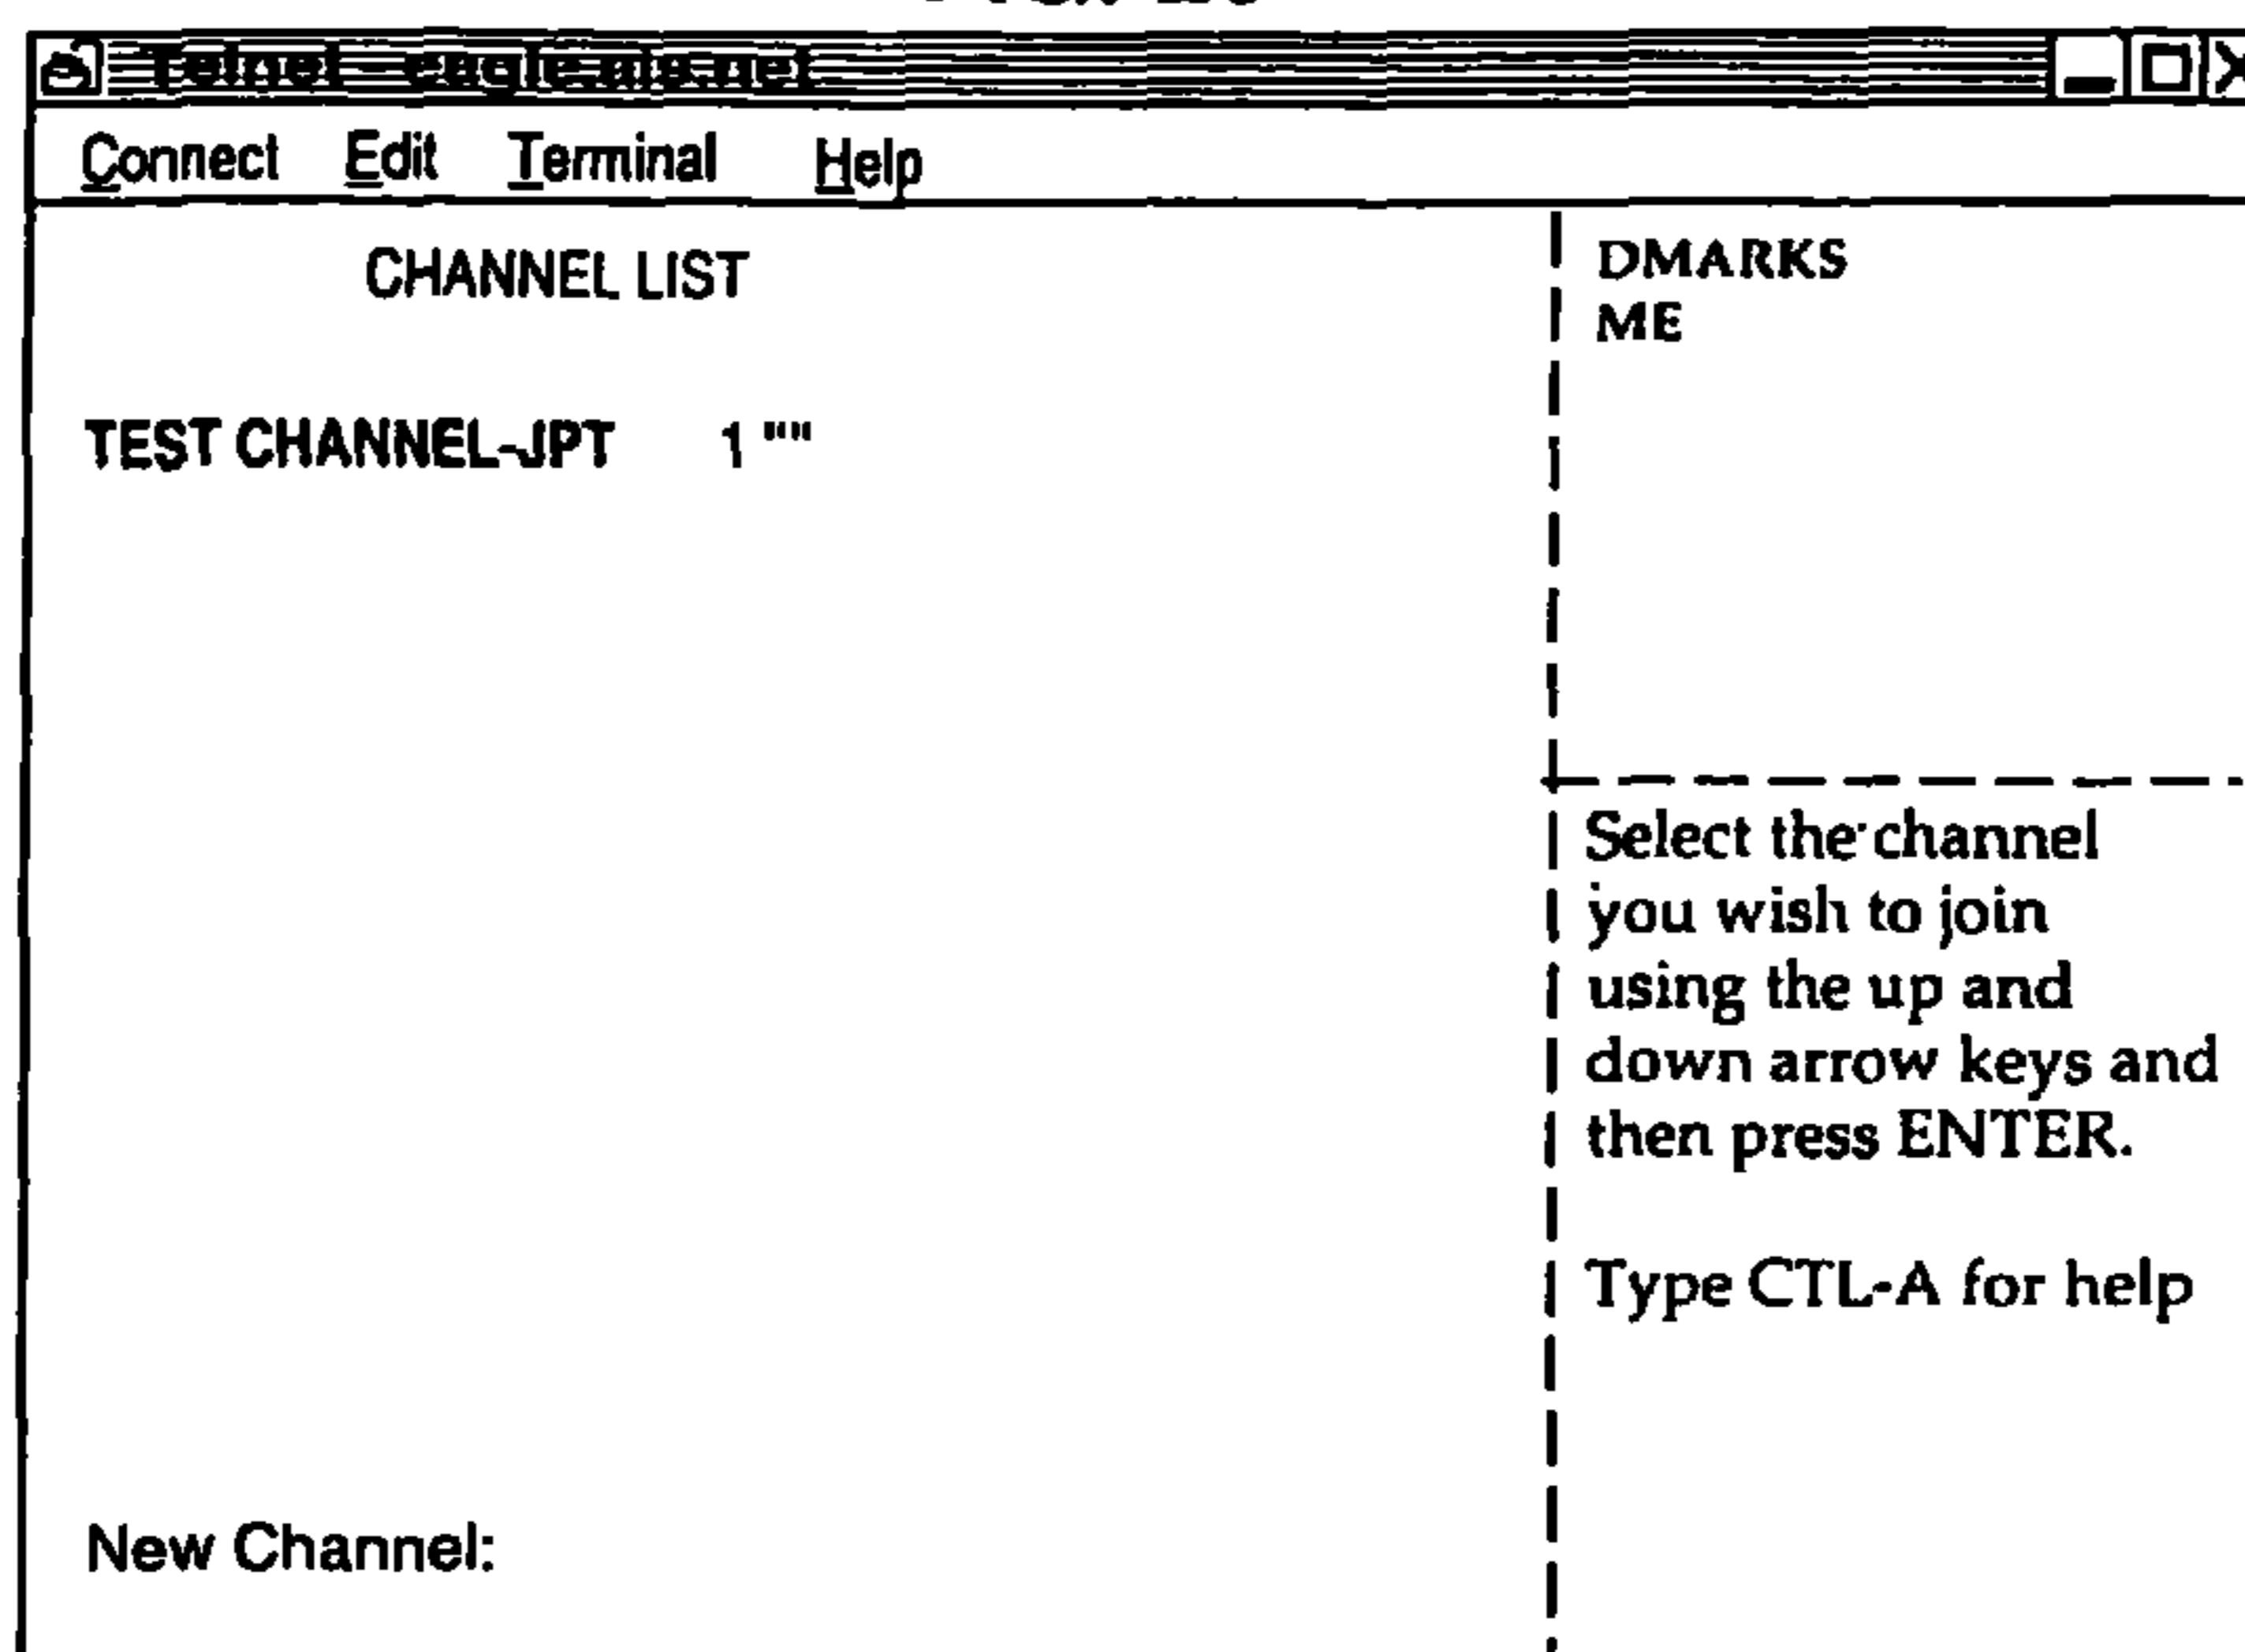 Telnet
Connect Edit Terminal Help
CHANNEL LIST
TEST CHANNEL-JPT 1 """
New Channel:
DMARKS
ME
Select the channel
you wish to join
using the up and
down arrow keys and
then press ENTER.
Type CTL-A for help